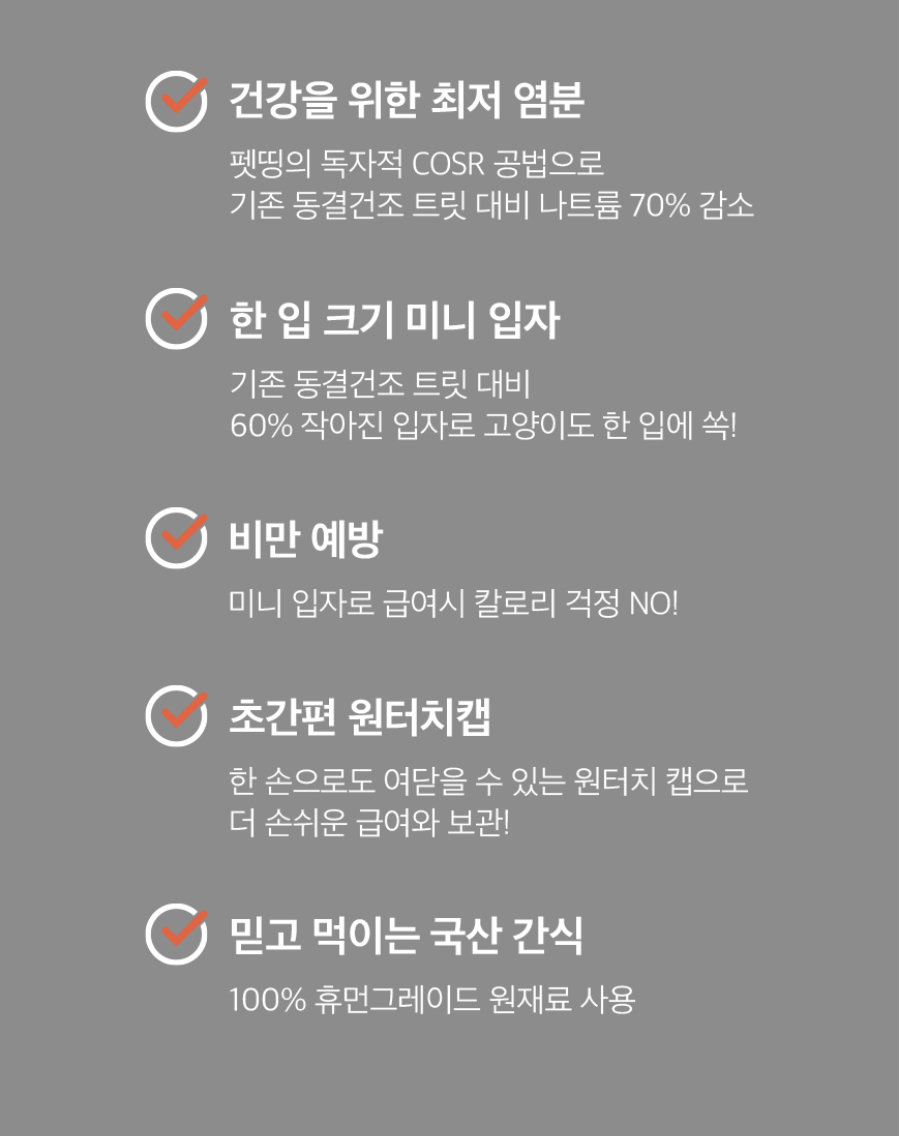 건강을 위한 최저 염분
펫띵의 독자적 COSR 공법으로
기존 동결건조 트릿 대비 나트륨 70% 감소
한 입 크기 미니 입자
기존 동결건조 트릿 대비
60% 작아진 입자로 고양이도 한 입에 쏙!
비만 예방
미니 입자로 급여시 칼로리 걱정 NO!
초간편 원터치캡
한 손으로도 여닫을 수 있는 원터치 캡으로
더 손쉬운 급여와 보관!
믿고 먹이는 국산 간식
100% 휴먼그레이드 원재료 사용